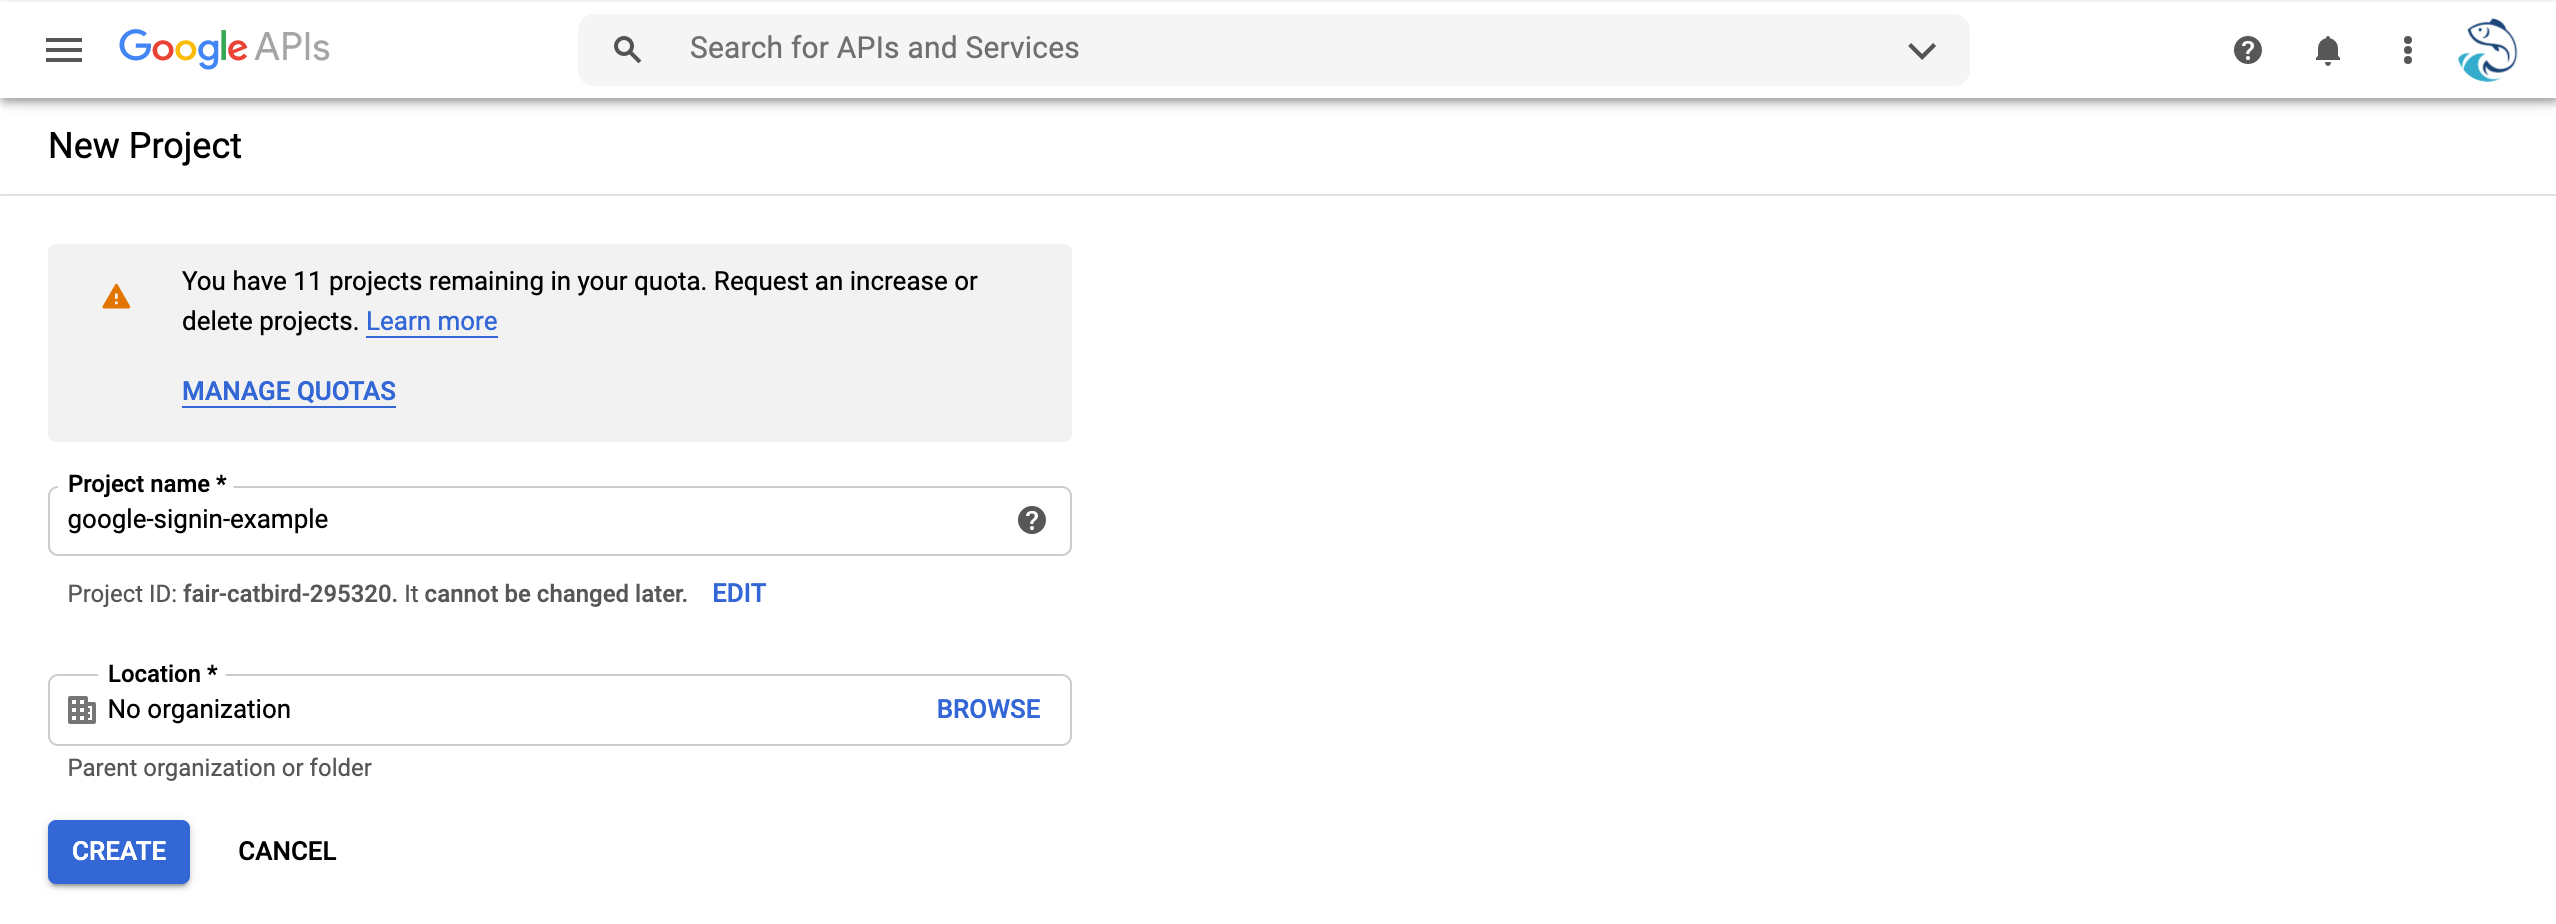 Google APIs
Search for APIs and Services
New Project
You have 11 projects remaining in your quota. Request an increase or
delete projects. Learn more
MANAGE QUOTAS
Project name *
google-signin-example
Project ID: fair-catbird-295320. It cannot be changed later. EDIT
Location *
No organization BROWSE
Parent organization or folder
CREATE CANCEL